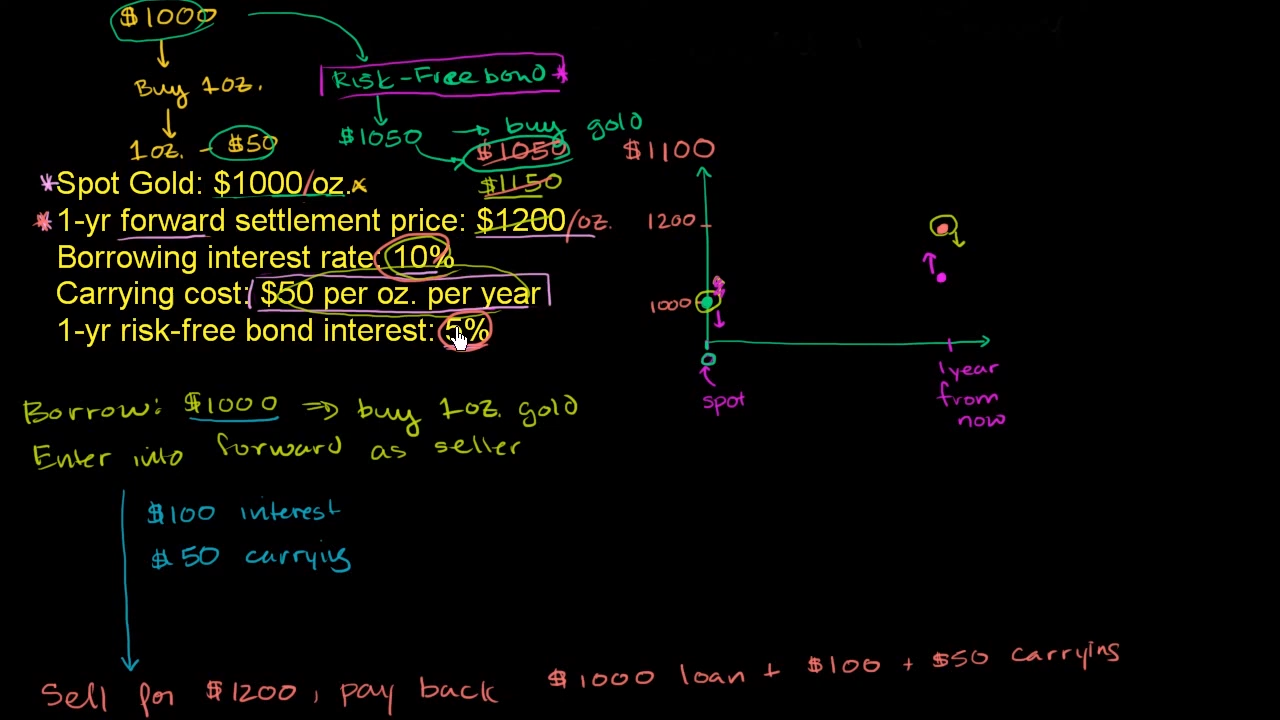 $1000
Buy 1oz.
Risk-Free bond*
1oz. - $50
$1050 → buy gold
$1050
$1100
$1150
*Spot Gold: $1000/oz.x
*1-yr forward settlement price: $1200/oz.
Borrowing interest rate: 10%
Carrying cost: $50 per oz. per year
1-yr risk-free bond interest: 5%
1200
1000
0
spot
1 year
from
now
Borrow: $1000 ⇒ buy 1oz. gold
Enter into forward as seller
$100 interest
$50 carrying
Sell for $1200, pay back $1000 loan + $100 + $50 carrying